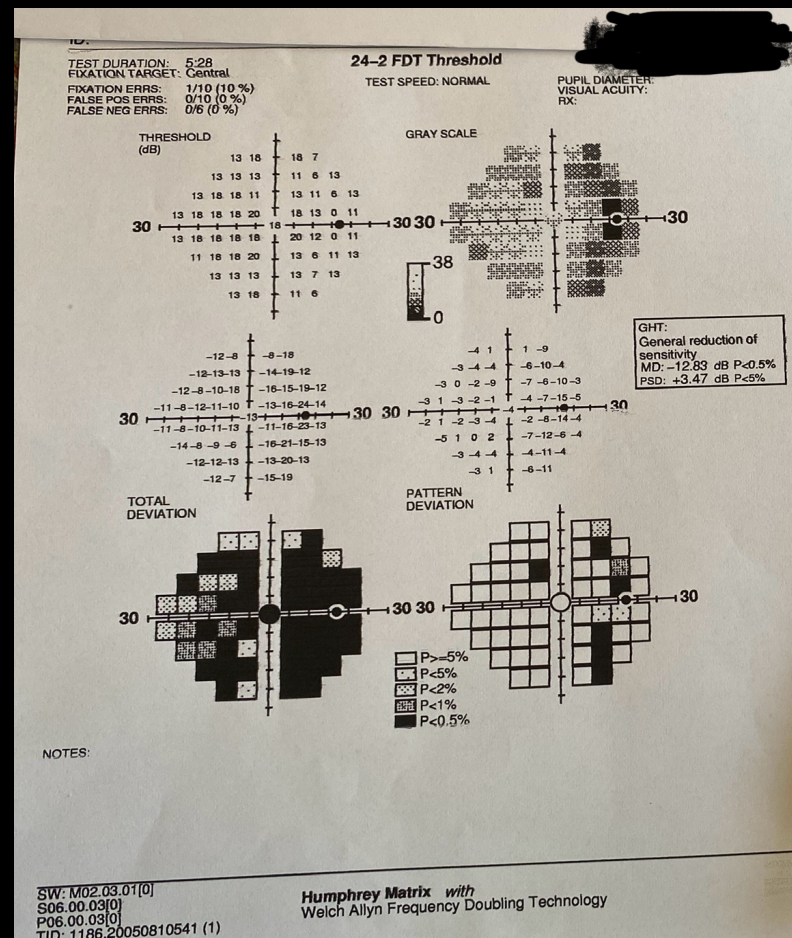 ID:
24-2 FDT Threshold
TEST DURATION: 5:28
FIXATION TARGET: Central
TEST SPEED: NORMAL
PUPIL DIAMETER:
VISUAL ACUITY:
RX:
FIXATION ERRS: 1/10 (10 %)
FALSE POS ERRS: 0/10 (0 %)
FALSE NEG ERRS: 0/6 (0 %)
THRESHOLD
(dB)
13 18 18 7
13 13 13 11 6 13
13 18 18 11 13 11 6 13
13 18 18 18 20 18 13 0 11
30 18 30
13 18 18 18 18 20 12 0 11
11 18 18 20 13 6 11 13
13 13 13 13 7 13
13 18 11 6
GRAY SCALE
30 30
38
0
GHT:
General reduction of
sensitivity
MD: -12.83 dB P<0.5%
PSD: +3.47 dB P<5%
-12 -8 -8 -18
-12 -13 -13 -14 -19 -12
-12 -8 -10 -18 -16 -15 -19 -12
-11 -8 -12 -11 -10 -13 -16 -24 -14
30 -13 30
-11 -8 -10 -11 -13 -11 -16 -23 -13
-14 -8 -9 -6 -16 -21 -15 -13
-12 -12 -13 -13 -20 -13
-12 -7 -15 -19
TOTAL
DEVIATION
-4 1 1 -9
-3 -4 -4 -6 -10 -4
-3 0 -2 -9 -7 -6 -10 -3
-3 1 -3 -2 -1 -4 -7 -15 -5
30 -4 30
-2 1 -2 -3 -4 -2 -8 -14 -4
-5 1 0 2 -7 -12 -6 -4
-3 -4 -4 -4 -11 -4
-3 1 -6 -11
PATTERN
DEVIATION
30 30
30 30
P>=5%
P<5%
P<2%
P<1%
P<0.5%
NOTES:
SW: M02.03.01[0]
S06.00.03[0]
P06.00.03[0]
TID: 1186.20050810541 (1)
Humphrey Matrix with
Welch Allyn Frequency Doubling Technology